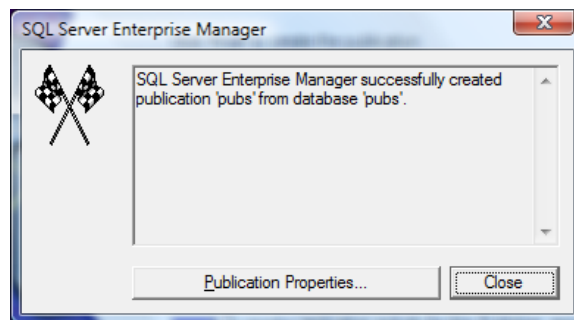 SQL Server Enterprise Manager
SQL Server Enterprise Manager successfully created
publication 'pubs' from database 'pubs'.
Publication Properties...
Close